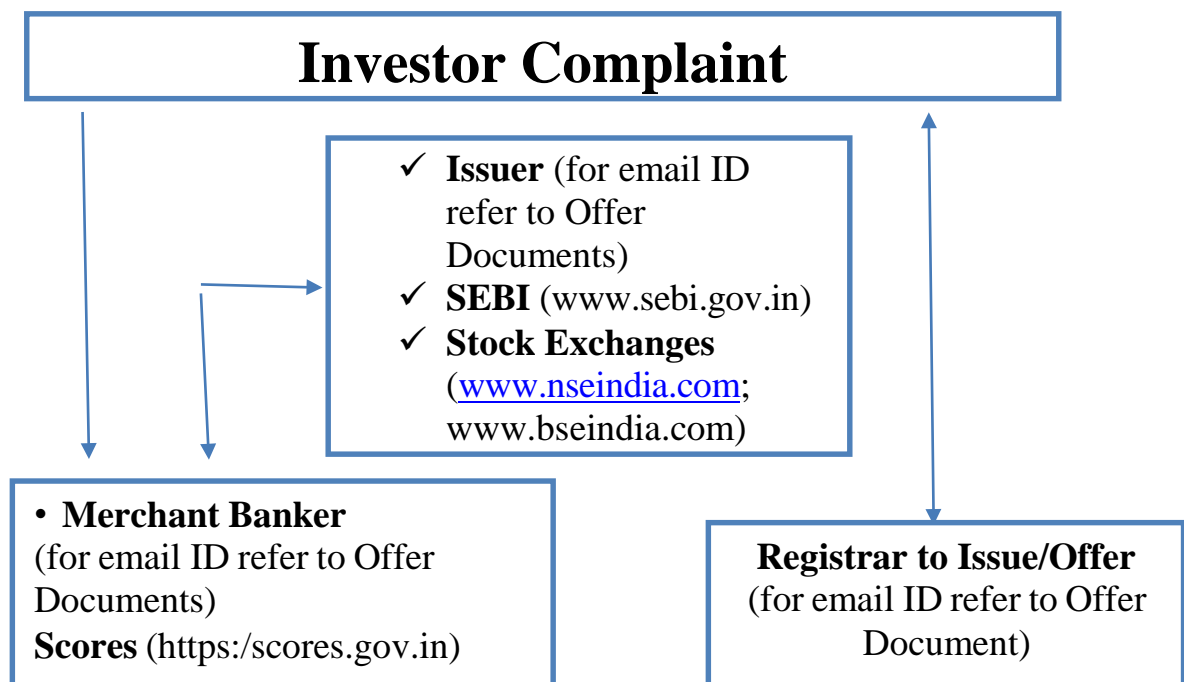 Investor Complaint
✓ Issuer (for email ID
refer to Offer
Documents)
✓ SEBI (www.sebi.gov.in)
✓ Stock Exchanges
(www.nseindia.com;
www.bseindia.com)
• Merchant Banker
(for email ID refer to Offer
Documents)
Scores (https:/scores.gov.in)
Registrar to Issue/Offer
(for email ID refer to Offer
Document)